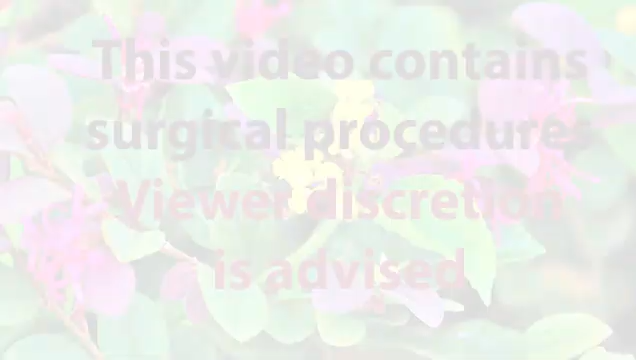 This video contains
surgical procedures
Viewer discretion
is advised